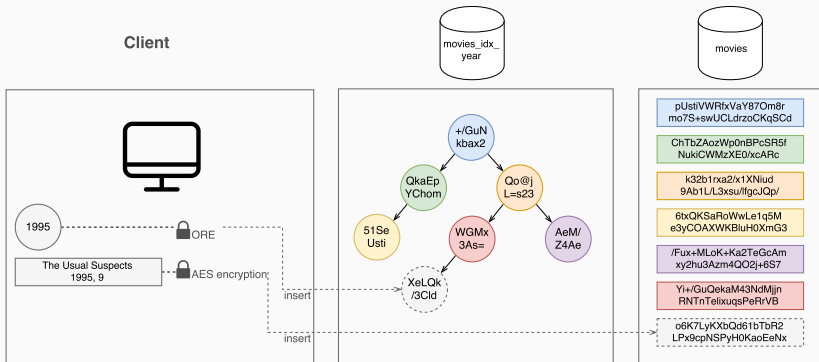 Client
movies_idx_
year
movies
1995
ORE
The Usual Suspects
1995, 9
AES encryption
insert
insert
+/GuN
kbax2
QkaEp
YChom
Qo@j
L=s23
51Se
Usti
WGMx
3As=
AeM/
Z4Ae
XeLQk
/3Cld
pUstiVWRfxVaY87Om8r
mo7S+swUCLdrzoCKqSCd
ChTbZAozWp0nBPcSR5f
NukiCWMzXE0/xcARc
k32b1rxa2/x1XNiud
9Ab1L/L3xsu/lfgcJQp/
6txQKSaRoWwLe1q5M
e3yCOAXWKBluH0XmG3
/Fux+MLoK+Ka2TeGcAm
xy2hu3Azm4QO2j+6S7
Yi+/GuQekaM43NdMjjn
RNTnTelixuqsPeRrVB
o6K7LyKXbQd61bTbR2
LPx9cpNSPyH0KaoEeNx